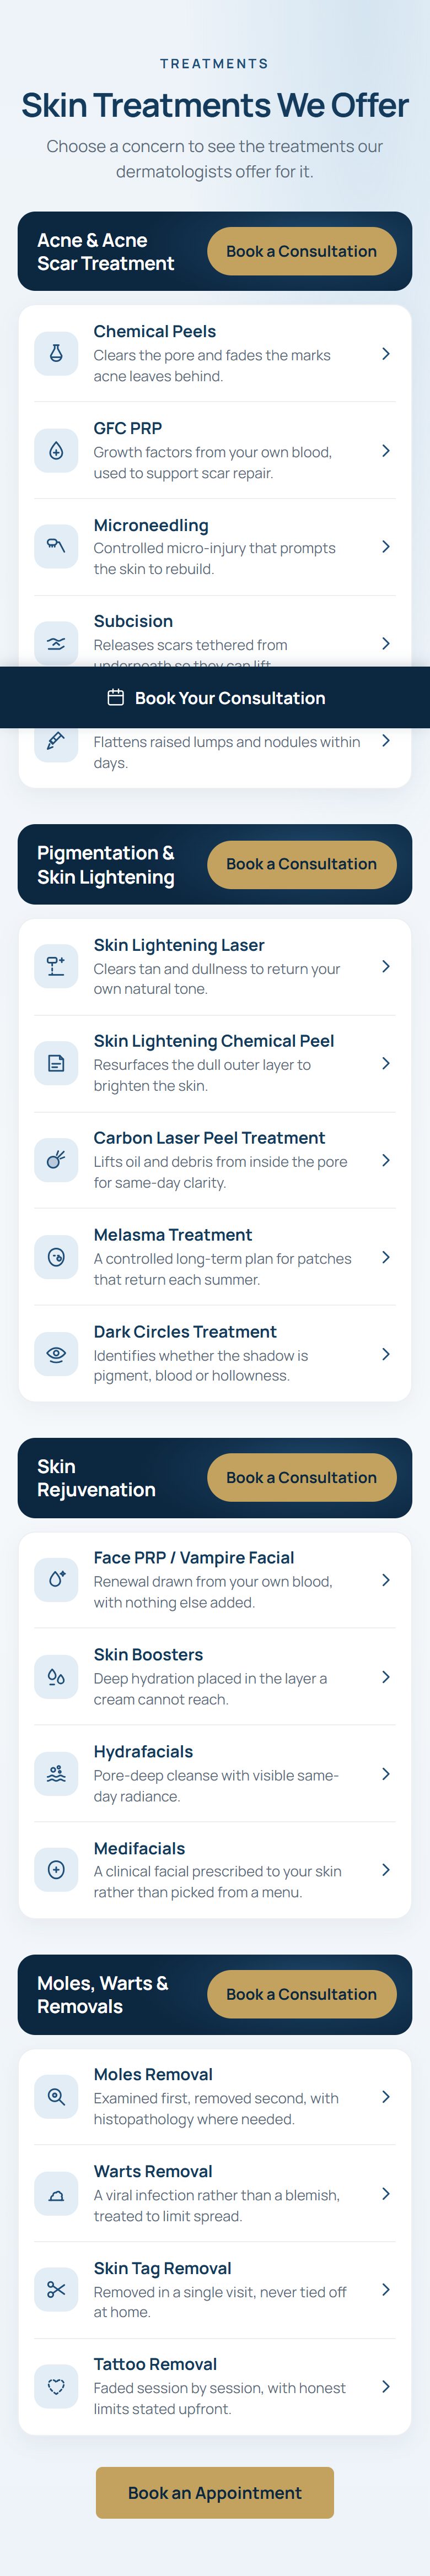 TREATMENTS
Skin Treatments We Offer
Choose a concern to see the treatments our
dermatologists offer for it.
Acne & Acne
Scar Treatment
Book a Consultation
Chemical Peels
Clears the pore and fades the marks
acne leaves behind.
GFC PRP
Growth factors from your own blood,
used to support scar repair.
Microneedling
Controlled micro-injury that prompts
the skin to rebuild.
Subcision
Releases scars tethered from
underneath so they can lift.
Book Your Consultation
Flattens raised lumps and nodules within
days.
Pigmentation &
Skin Lightening
Book a Consultation
Skin Lightening Laser
Clears tan and dullness to return your
own natural tone.
Skin Lightening Chemical Peel
Resurfaces the dull outer layer to
brighten the skin.
Carbon Laser Peel Treatment
Lifts oil and debris from inside the pore
for same-day clarity.
Melasma Treatment
A controlled long-term plan for patches
that return each summer.
Dark Circles Treatment
Identifies whether the shadow is
pigment, blood or hollowness.
Skin
Rejuvenation
Book a Consultation
Face PRP / Vampire Facial
Renewal drawn from your own blood,
with nothing else added.
Skin Boosters
Deep hydration placed in the layer a
cream cannot reach.
Hydrafacials
Pore-deep cleanse with visible same-
day radiance.
Medifacials
A clinical facial prescribed to your skin
rather than picked from a menu.
Moles, Warts &
Removals
Book a Consultation
Moles Removal
Examined first, removed second, with
histopathology where needed.
Warts Removal
A viral infection rather than a blemish,
treated to limit spread.
Skin Tag Removal
Removed in a single visit, never tied off
at home.
Tattoo Removal
Faded session by session, with honest
limits stated upfront.
Book an Appointment